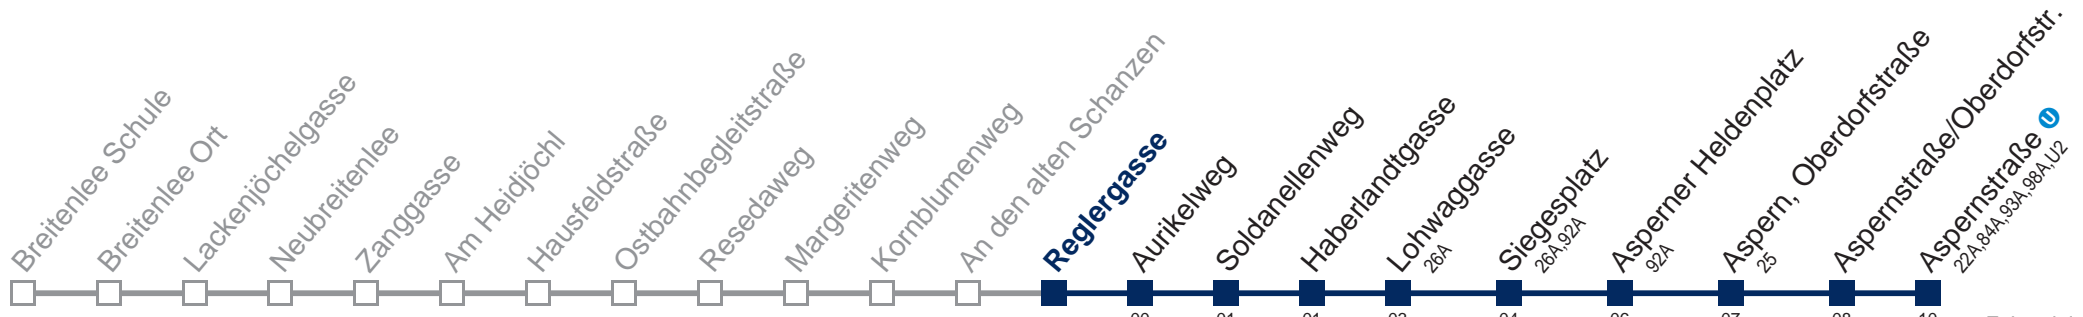 Breitenlee Schule
Breitenlee Ort
Lackenjöchelgasse
Neubreitenlee
Zanggasse
Am Heidjöchl
Hausfeldstraße
Ostbahnbegleitstraße
Resedaweg
Margeritenweg
Kornblumenweg
An den alten Schanzen
Reglergasse
Aurikelweg
Soldanellenweg
Haberlandtgasse
Lohwaggasse
26A
Siegesplatz
26A,92A
Asperner Heldenplatz
92A
Aspern, Oberdorfstraße
25
Aspernstraße/Oberdorfstr.
Aspernstraße U
22A,84A,93A,98A,U2